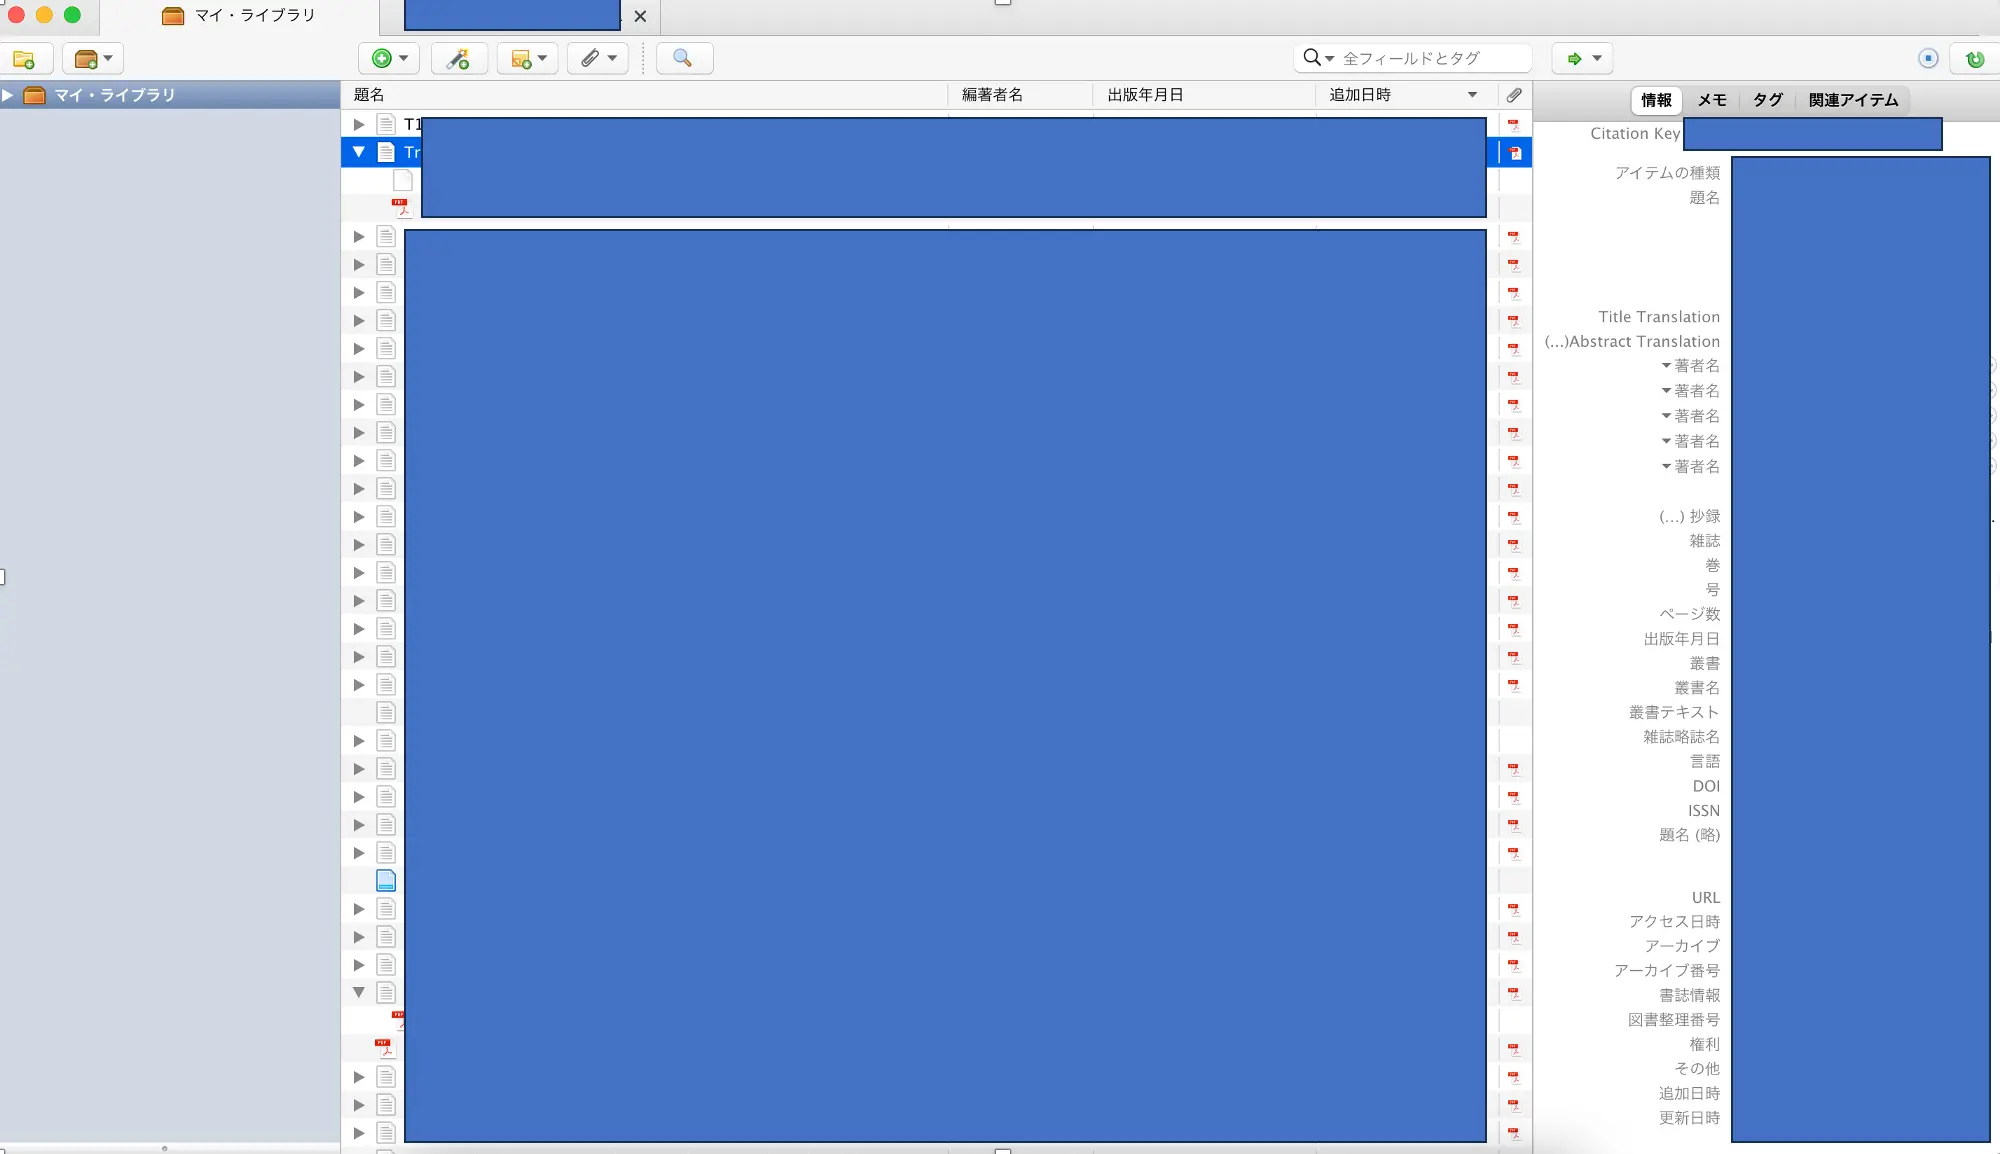 マイ・ライブラリ
全フィールドとタグ
マイ・ライブラリ
題名 編著者名 出版年月日 追加日時
T1
Tr
情報 メモ タグ 関連アイテム
Citation Key
アイテムの種類
題名
Title Translation
(...)Abstract Translation
著者名
著者名
著者名
著者名
著者名
(...) 抄録
雑誌
巻
号
ページ数
出版年月日
叢書
叢書名
叢書テキスト
雑誌略誌名
言語
DOI
ISSN
題名 (略)
URL
アクセス日時
アーカイブ
アーカイブ番号
書誌情報
図書整理番号
権利
その他
追加日時
更新日時